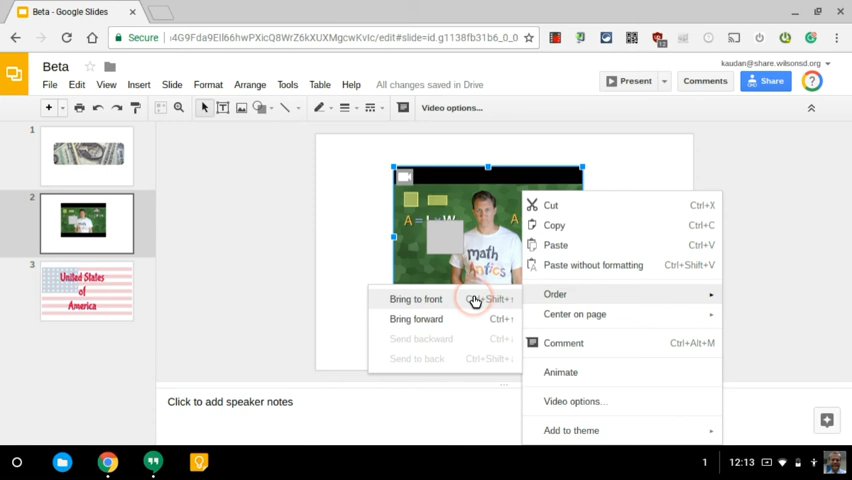 Beta - Google Slides
Secure
4G9Fda9EIl66hwPXicQ8WrZ6kXUXMgcwKvIc/edit#slide=id.g1138fb31b6_0_0
12
Beta
kaudan@share.wilsonsd.org
File Edit View Insert Slide Format Arrange Tools Table Help All changes saved in Drive
Present Comments Share
Video options...
1
2
3
United States
of
America
A = L x W
A
math
Antics
Cut Ctrl+X
Copy Ctrl+C
Paste Ctrl+V
Paste without formatting Ctrl+Shift+V
Order
Center on page
Comment Ctrl+Alt+M
Animate
Video options...
Add to theme
Bring to front Ctrl+Shift+↑
Bring forward Ctrl+↑
Send backward Ctrl+↓
Send to back Ctrl+Shift+↓
Click to add speaker notes
1 12:13